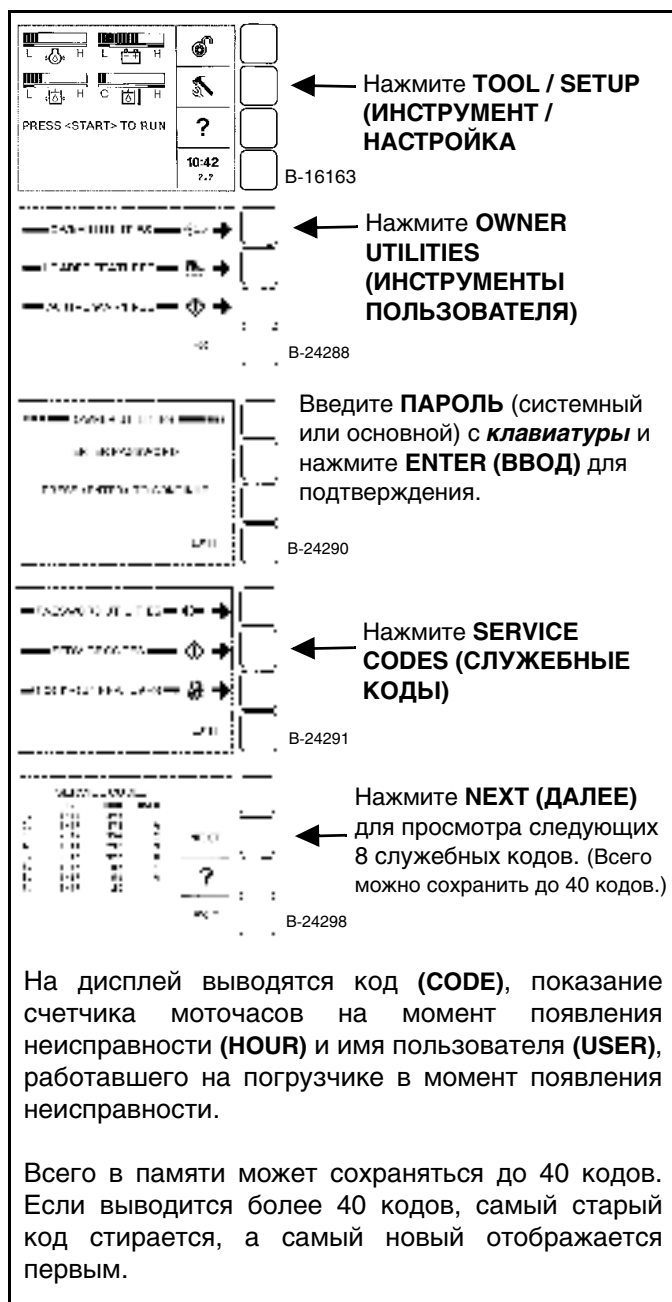 L H L H
L H C H
PRESS <START> TO RUN
?
10:42
B-16163
Нажмите TOOL / SETUP
(ИНСТРУМЕНТ /
НАСТРОЙКА
B-24288
Нажмите OWNER
UTILITIES
(ИНСТРУМЕНТЫ
ПОЛЬЗОВАТЕЛЯ)
B-24290
Введите ПАРОЛЬ (системный
или основной) с клавиатуры и
нажмите ENTER (ВВОД) для
подтверждения.
B-24291
Нажмите SERVICE
CODES (СЛУЖЕБНЫЕ
КОДЫ)
?
B-24298
Нажмите NEXT (ДАЛЕЕ)
для просмотра следующих
8 служебных кодов. (Всего
можно сохранить до 40 кодов.)
На дисплей выводятся код (CODE), показание
счетчика моточасов на момент появления
неисправности (HOUR) и имя пользователя (USER),
работавшего на погрузчике в момент появления
неисправности.
Всего в памяти может сохраняться до 40 кодов.
Если выводится более 40 кодов, самый старый
код стирается, а самый новый отображается
первым.